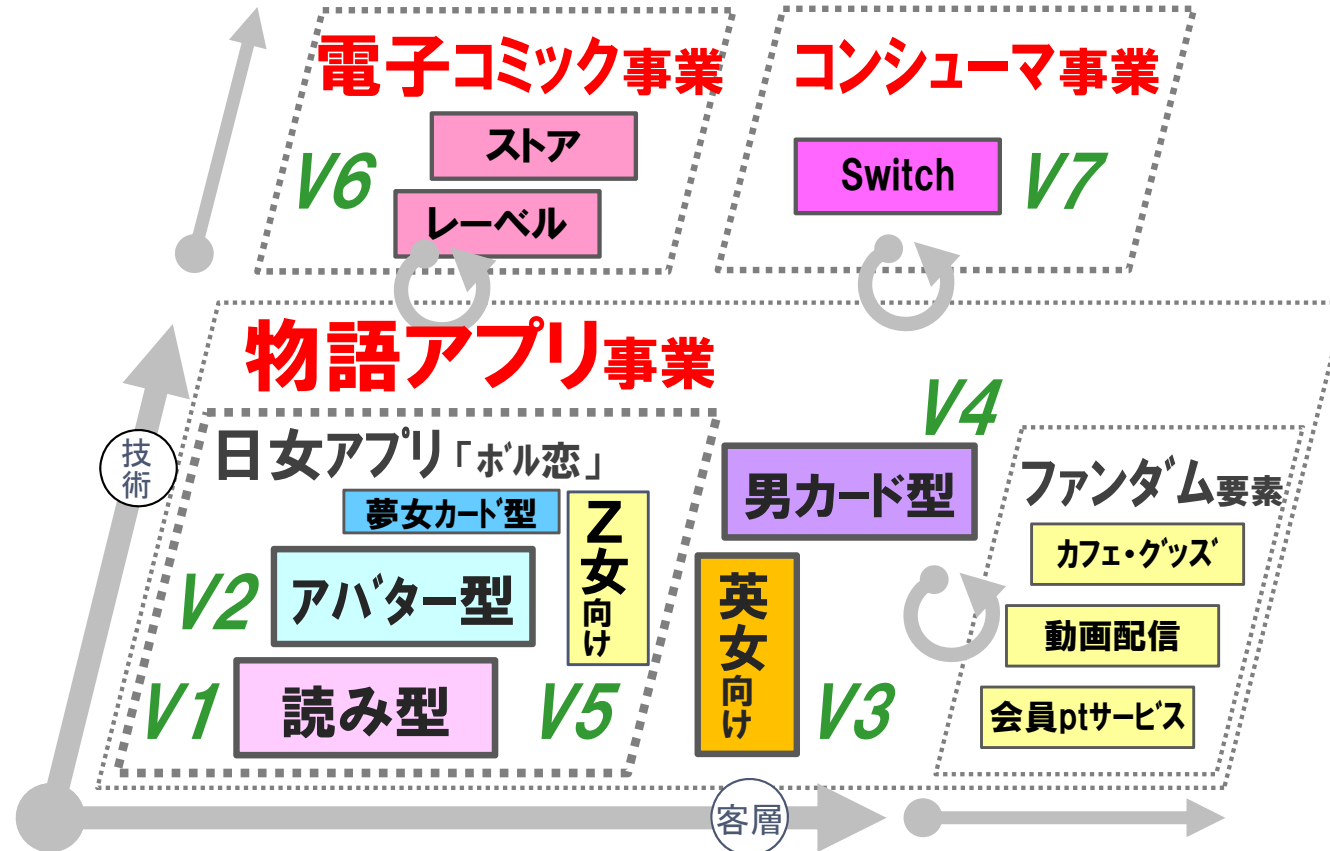 電子コミック事業
ストア
V6
レーベル
コンシューマ事業
Switch
V7
物語アプリ事業
技術
日女アプリ「ボル恋」
夢女カード型
Z女向け
V2
アバター型
V1
読み型
V5
V4
男カード型
英女向け
V3
ファンダム要素
カフェ・グッズ
動画配信
会員ptサービス
客層